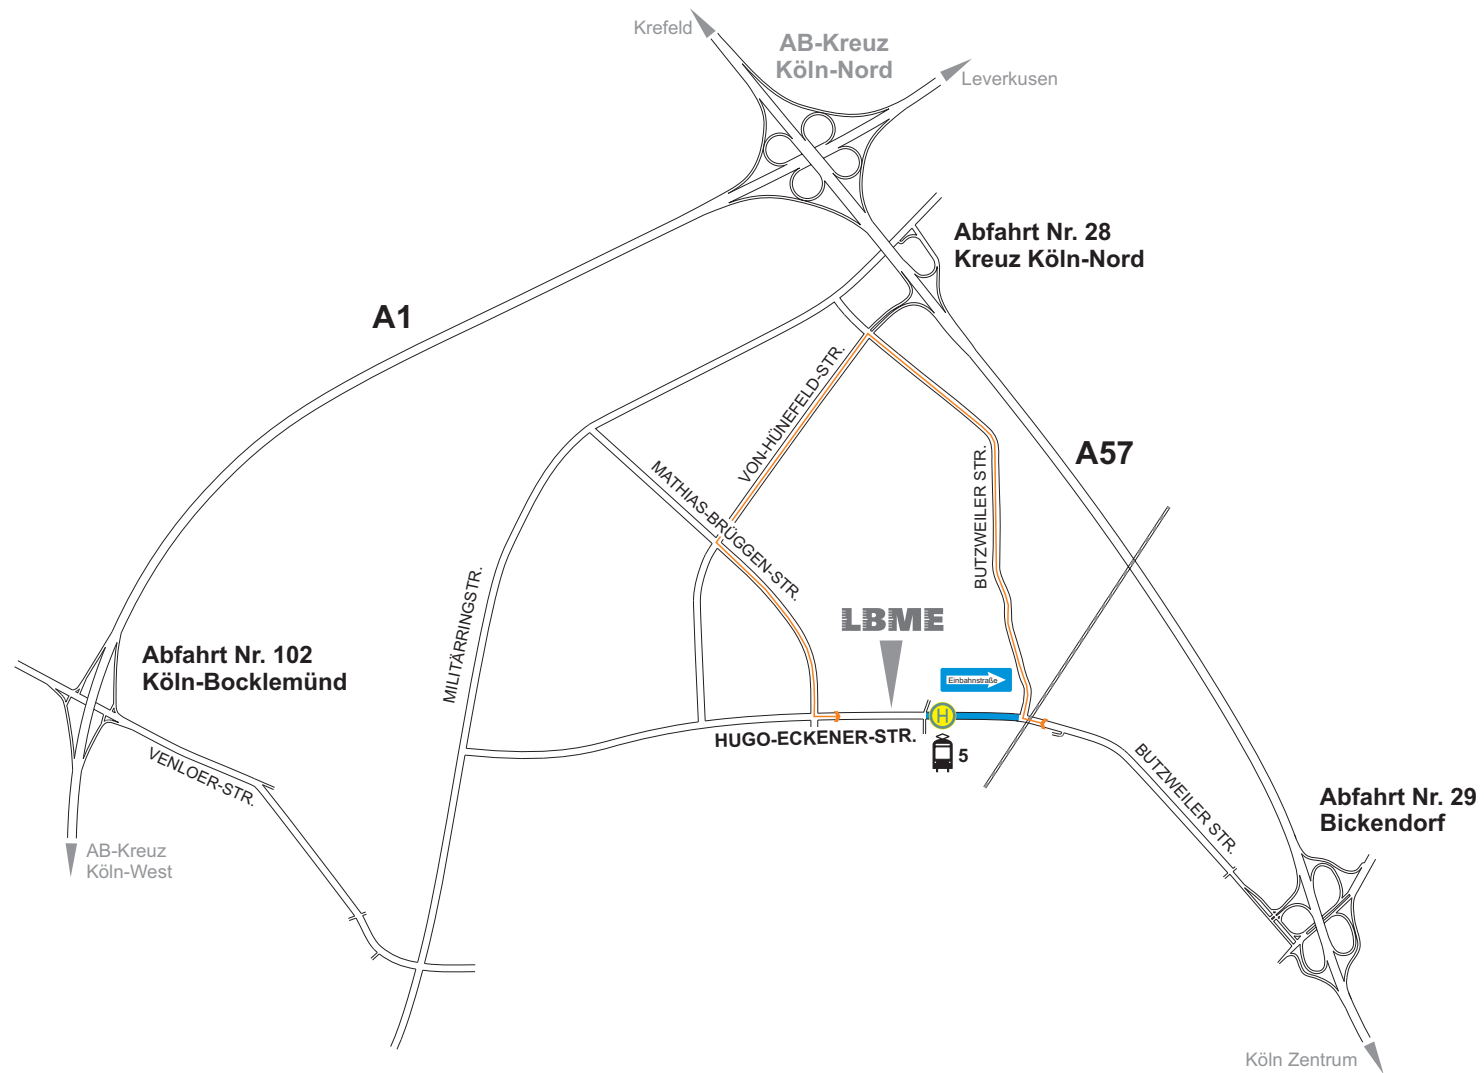 Krefeld
AB-Kreuz
Köln-Nord
Leverkusen
Abfahrt Nr. 28
Kreuz Köln-Nord
A1
VON-HÜNEFELD-STR.
A57
MATHIAS-BRÜGGEN-STR.
BUTZWEILER STR.
MILITÄRRINGSTR.
LBME
Abfahrt Nr. 102
Köln-Bocklemünd
Einbahnstraße
H
HUGO-ECKENER-STR.
5
VENLOER-STR.
BUTZWEILER STR.
Abfahrt Nr. 29
Bickendorf
AB-Kreuz
Köln-West
Köln Zentrum